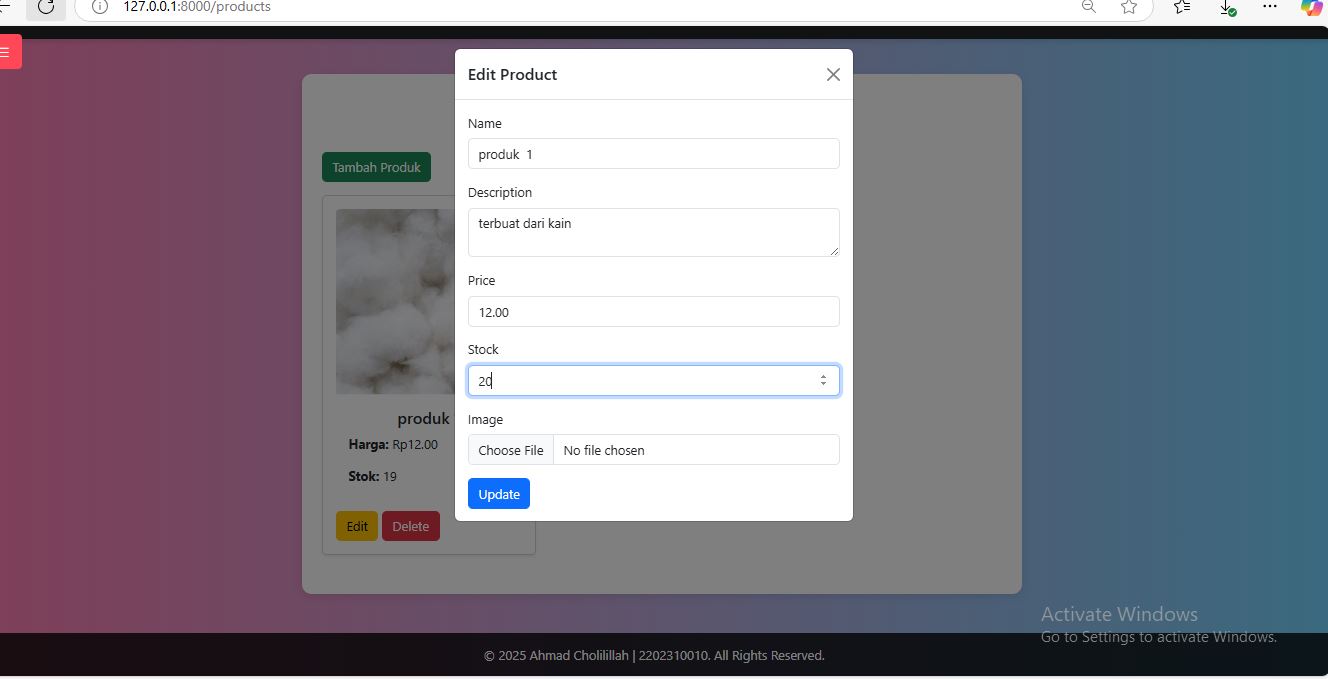 127.0.0.1:8000/products
Edit Product
Name
produk  1
Tambah Produk
Description
terbuat dari kain
Price
12.00
Stock
20
Image
Choose File No file chosen
Update
produk
Harga: Rp12.00
Stok: 19
Edit Delete
Activate Windows
Go to Settings to activate Windows.
© 2025 Ahmad Cholilillah | 2202310010. All Rights Reserved.